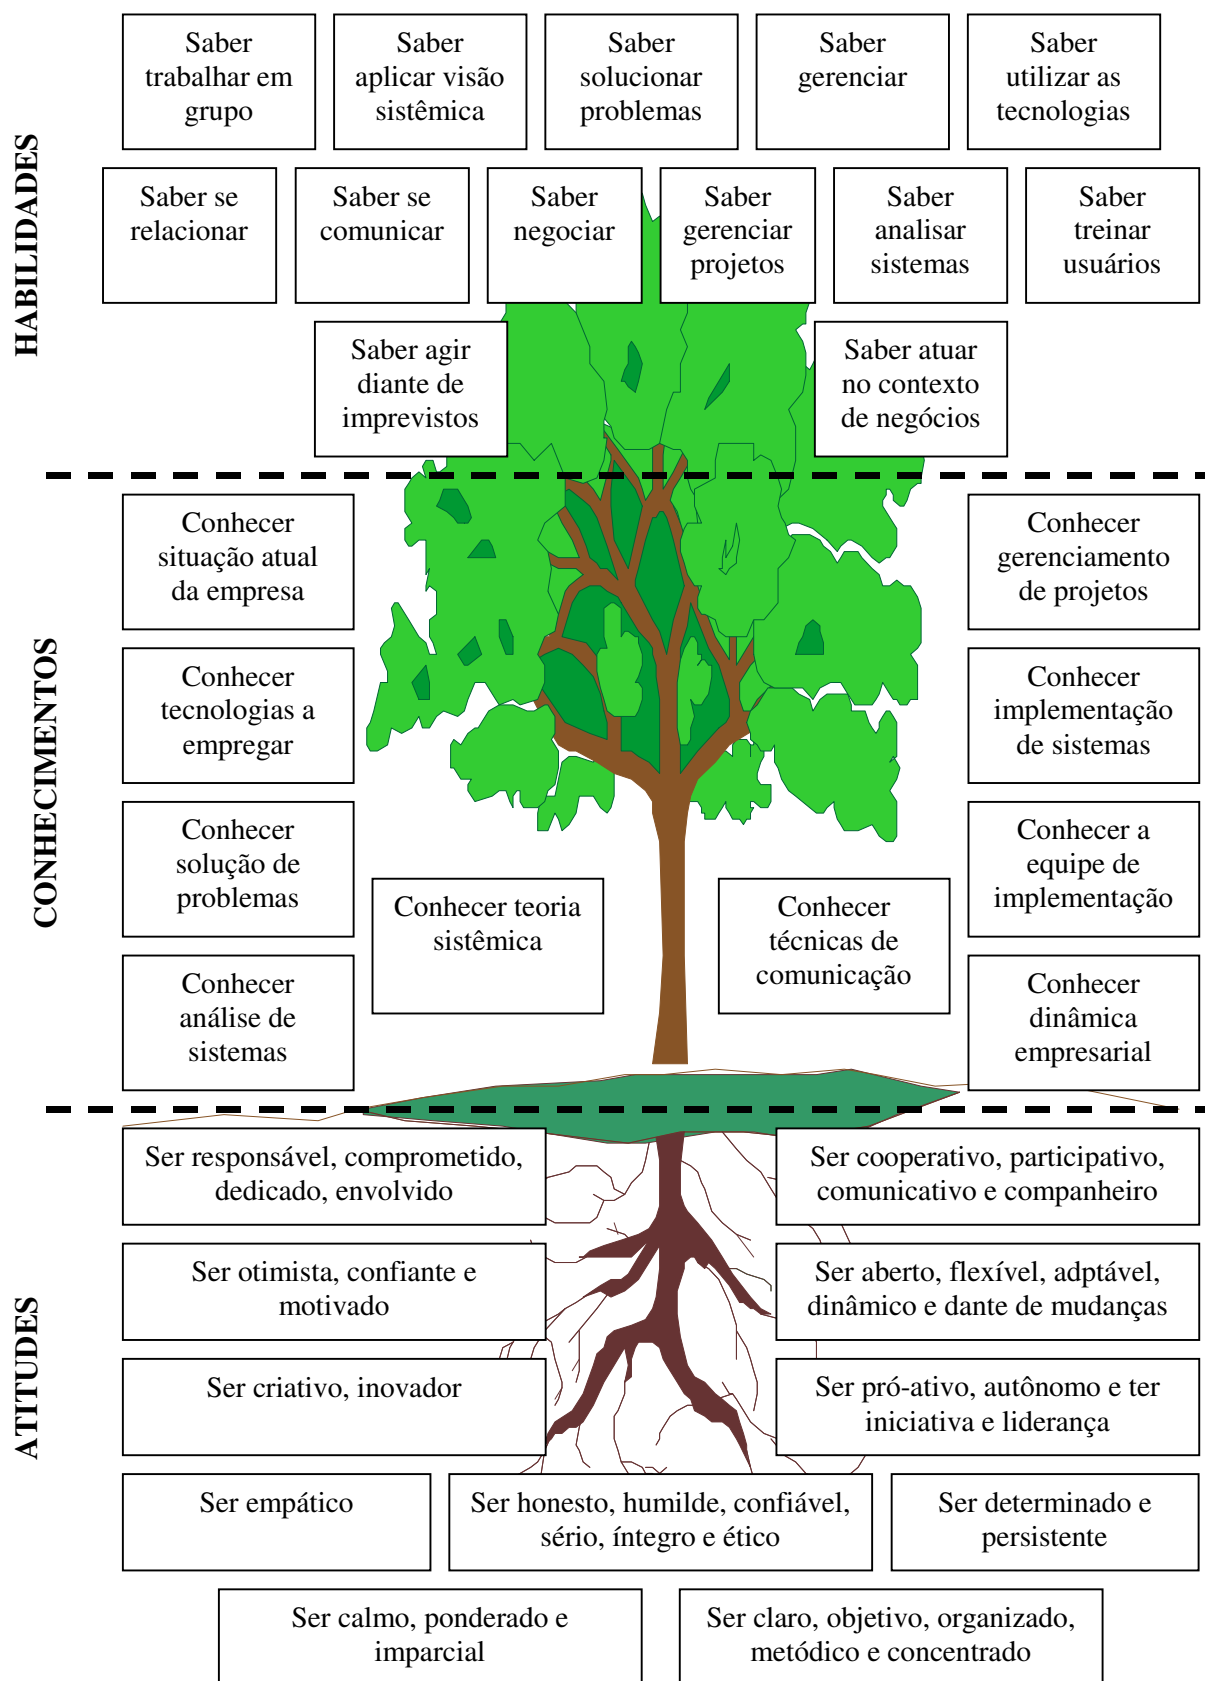 HABILIDADES
Saber
trabalhar em
grupo
Saber
aplicar visão
sistêmica
Saber
solucionar
problemas
Saber
gerenciar
Saber
utilizar as
tecnologias
Saber se
relacionar
Saber se
comunicar
Saber
negociar
Saber
gerenciar
projetos
Saber
analisar
sistemas
Saber
treinar
usuários
Saber agir
diante de
imprevistos
Saber atuar
no contexto
de negócios
CONHECIMENTOS
Conhecer
situação atual
da empresa
Conhecer
gerenciamento
de projetos
Conhecer
tecnologias a
empregar
Conhecer
implementação
de sistemas
Conhecer
solução de
problemas
Conhecer a
equipe de
implementação
Conhecer teoria
sistêmica
Conhecer
técnicas de
comunicação
Conhecer
análise de
sistemas
Conhecer
dinâmica
empresarial
ATITUDES
Ser responsável, comprometido,
dedicado, envolvido
Ser cooperativo, participativo,
comunicativo e companheiro
Ser otimista, confiante e
motivado
Ser aberto, flexível, adptável,
dinâmico e dante de mudanças
Ser criativo, inovador
Ser pró-ativo, autônomo e ter
iniciativa e liderança
Ser empático
Ser honesto, humilde, confiável,
sério, íntegro e ético
Ser determinado e
persistente
Ser calmo, ponderado e
imparcial
Ser claro, objetivo, organizado,
metódico e concentrado